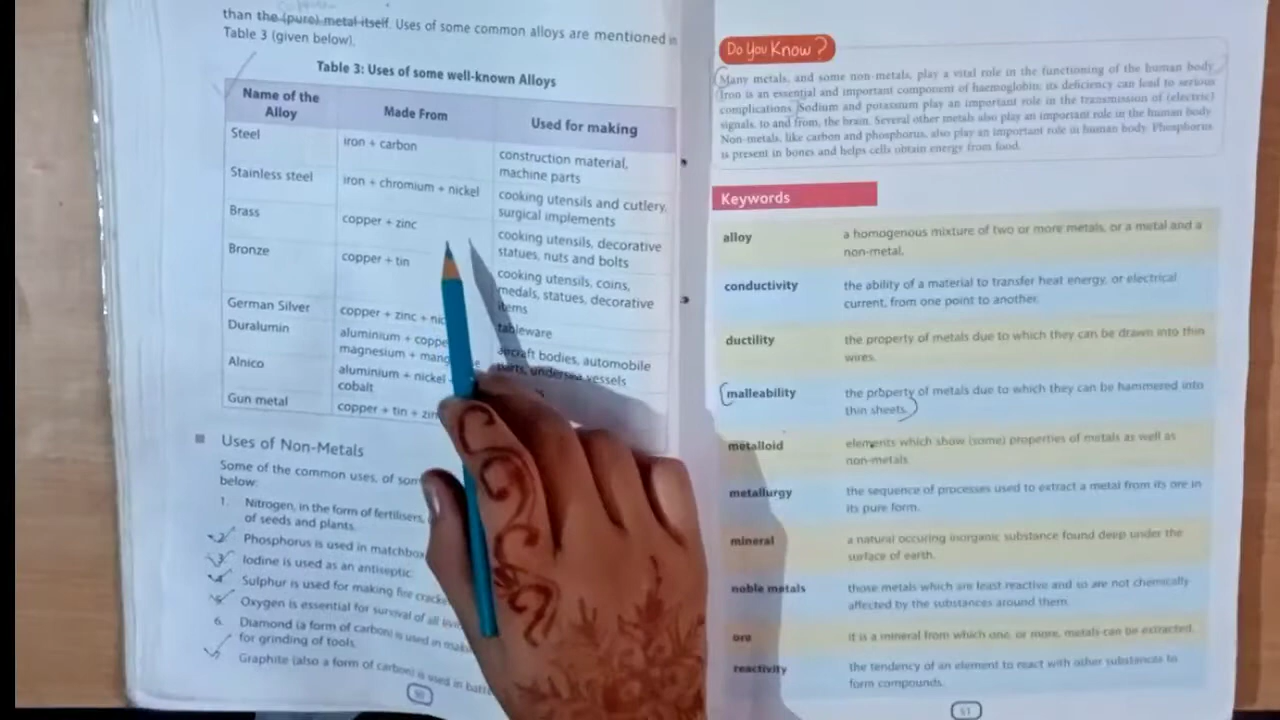 than the (pure) metal itself. Uses of some common alloys are mentioned in
Table 3 (given below).
Table 3: Uses of some well-known Alloys
Name of the Alloy Made From Used for making
Steel iron + carbon construction material, machine parts
Stainless steel iron + chromium + nickel cooking utensils and cutlery, surgical implements
Brass copper + zinc cooking utensils, decorative statues, nuts and bolts
Bronze copper + tin cooking utensils, coins, medals, statues, decorative items
German Silver copper + zinc + tableware
Duralumin aluminium + magnesium + aircraft bodies, automobile parts, undersea vessels
Alnico aluminium + nickel cobalt
Gun metal copper + tin +
Uses of Non-Metals
Some of the common uses, of
below:
1. Nitrogen, in the form of fertilisers,
of seeds and plants.
2. Phosphorus is used in
3. Iodine is used as an antiseptic.
4. Sulphur is used for making fire
5. Oxygen is essential for survival of all
6. Diamond (a form of carbon) is used in
for grinding of tools.
7. Graphite (also a form of carbon) is used in
50
Do You Know?
Many metals, and some non-metals, play a vital role in the functioning of the human body
Iron is an essential and important component of haemoglobin; its deficiency can lead to serious
complications. Sodium and potassium play an important role in the transmission of (electric)
signals, to and from, the brain. Several other metals also play an important role in the human body
Non-metals, like carbon and phosphorus, also play an important role in human body. Phosphorus
is present in bones and helps cells obtain energy from food.
Keywords
alloy a homogenous mixture of two or more metals, or a metal and a
non-metal.
conductivity the ability of a material to transfer heat energy, or electrical
current, from one point to another.
ductility the property of metals due to which they can be drawn into thin
wires.
malleability the property of metals due to which they can be hammered into
thin sheets.
metalloid elements which show (some) properties of metals as well as
non-metals.
metallurgy the sequence of processes used to extract a metal from its ore in
its pure form.
mineral a natural occuring inorganic substance found deep under the
surface of earth.
noble metals those metals which are least reactive and so are not chemically
affected by the substances around them.
ore it is a mineral from which one, or more, metals can be extracted.
reactivity the tendency of an element to react with other substances to
form compounds.
51